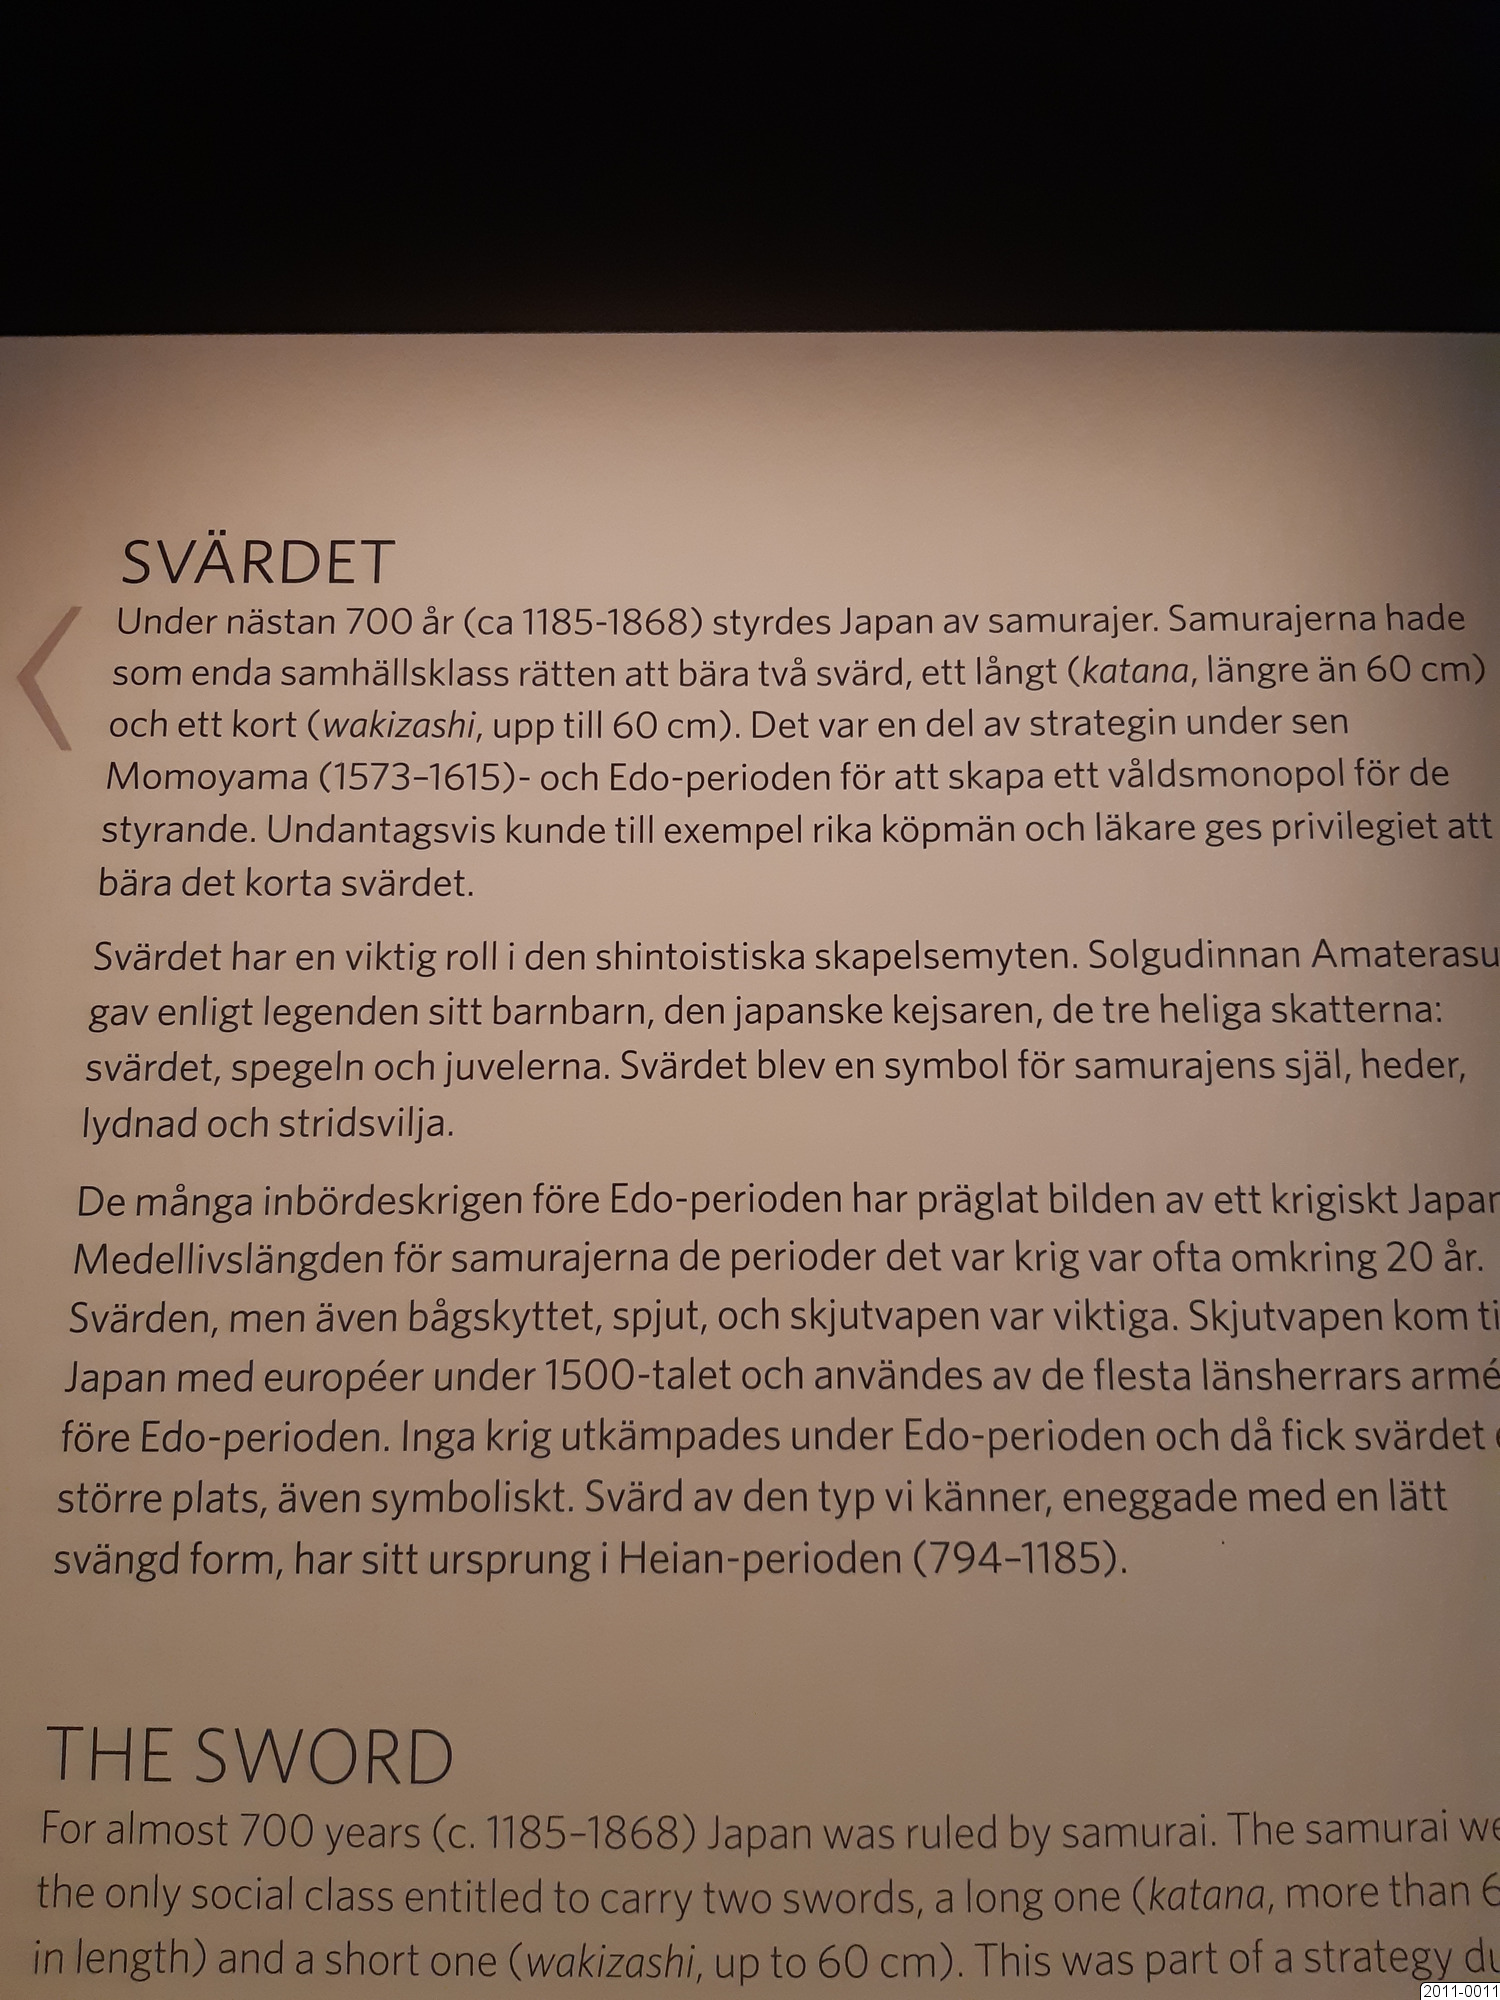 SVÄRDET
Under nästan 700 år (ca 1185-1868) styrdes Japan av samurajer. Samurajerna hade
som enda samhällsklass rätten att bära två svärd, ett långt (katana, längre än 60 cm)
och ett kort (wakizashi, upp till 60 cm). Det var en del av strategin under sen
Momoyama (1573–1615)- och Edo-perioden för att skapa ett våldsmonopol för de
styrande. Undantagsvis kunde till exempel rika köpmän och läkare ges privilegiet att
bära det korta svärdet.
Svärdet har en viktig roll i den shintoistiska skapelsemyten. Solgudinnan Amaterasu
gav enligt legenden sitt barnbarn, den japanske kejsaren, de tre heliga skatterna:
svärdet, spegeln och juvelerna. Svärdet blev en symbol för samurajens själ, heder,
lydnad och stridsvilja.
De många inbördeskrigen före Edo-perioden har präglat bilden av ett krigiskt Japan
Medellivslängden för samurajerna de perioder det var krig var ofta omkring 20 år.
Svärden, men även bågskyttet, spjut, och skjutvapen var viktiga. Skjutvapen kom ti
Japan med européer under 1500-talet och användes av de flesta länsherrars armé
före Edo-perioden. Inga krig utkämpades under Edo-perioden och då fick svärdet
större plats, även symboliskt. Svärd av den typ vi känner, eneggade med en lätt
svängd form, har sitt ursprung i Heian-perioden (794–1185).
THE SWORD
For almost 700 years (c. 1185–1868) Japan was ruled by samurai. The samurai we
the only social class entitled to carry two swords, a long one (katana, more than 6
in length) and a short one (wakizashi, up to 60 cm). This was part of a strategy du
2011-0011